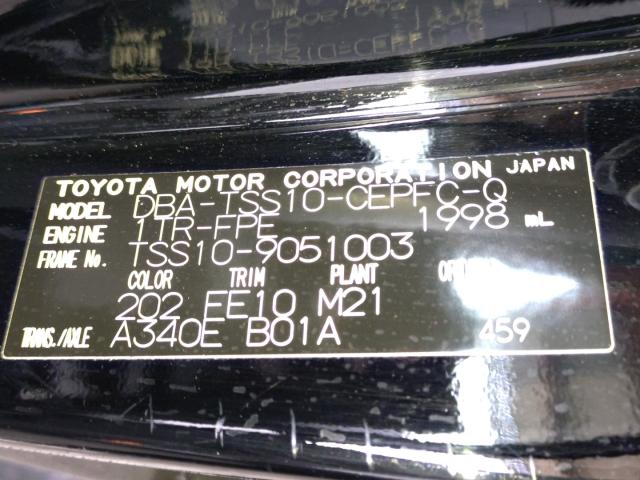 TOYOTA MOTOR CORPORATION JAPAN
MODEL DBA-TSS10-CEPFC-Q
ENGINE 1TR-FPE 1998 mL
FRAME No. TSS10-9051003
COLOR TRIM PLANT
202 EE10 M21
TRANS./AXLE A340E B01A 459